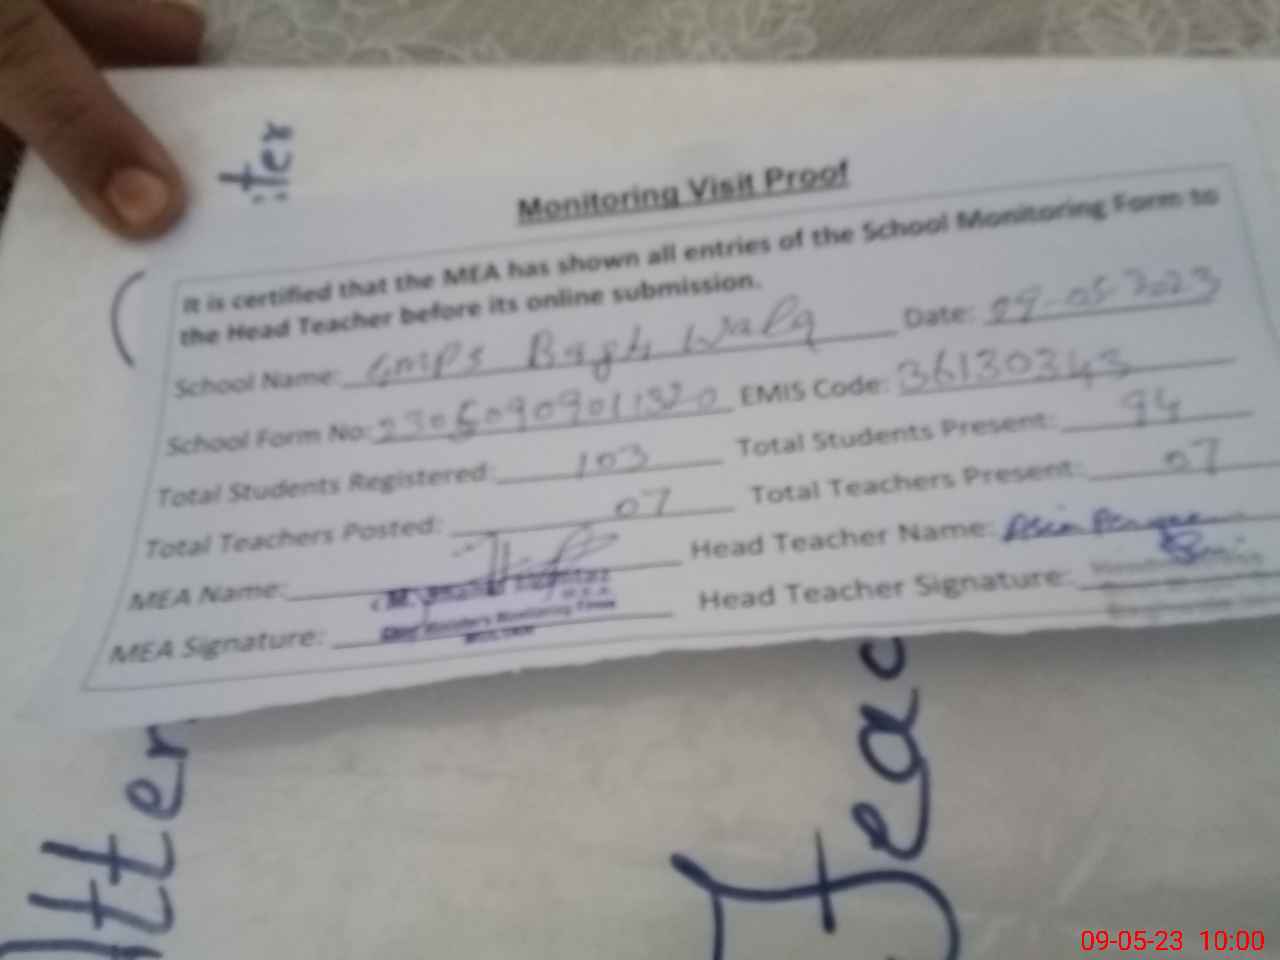 :ter
Monitoring Visit Proof
It is certified that the MEA has shown all entries of the School Monitoring Form to
the Head Teacher before its online submission.
School Name: GMPS Bagh Wala Date: 09-05-2023
School Form No: 23050909011320 EMIS Code: 36130343
Total Students Registered: 103 Total Students Present: 94
Total Teachers Posted: 07 Total Teachers Present: 07
MEA Name: Head Teacher Name:
MEA Signature: Head Teacher Signature:
tter
Teac
09-05-23 10:00